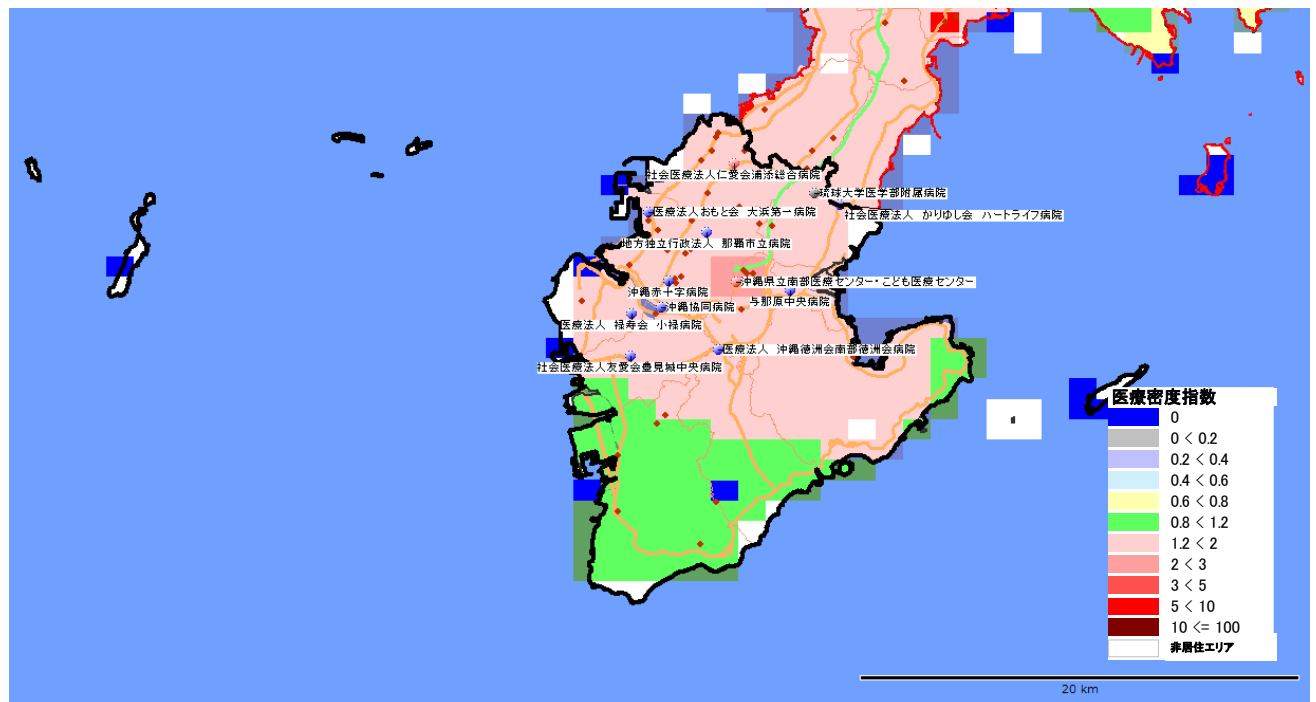 社会医療法人仁愛会浦添総合病院
琉球大学医学部附属病院
医療法人おもと会 大浜第一病院
社会医療法人 かりゆし会 ハートライフ病院
地方独立行政法人 那覇市立病院
沖縄県立南部医療センター・こども医療センター
沖縄赤十字病院
与那原中央病院
沖縄協同病院
医療法人 禄寿会 小禄病院
医療法人 沖縄徳洲会南部徳洲会病院
社会医療法人友愛会豊見城中央病院
医療密度指数
0
0 < 0.2
0.2 < 0.4
0.4 < 0.6
0.6 < 0.8
0.8 < 1.2
1.2 < 2
2 < 3
3 < 5
5 < 10
10 <= 100
非居住エリア
20 km